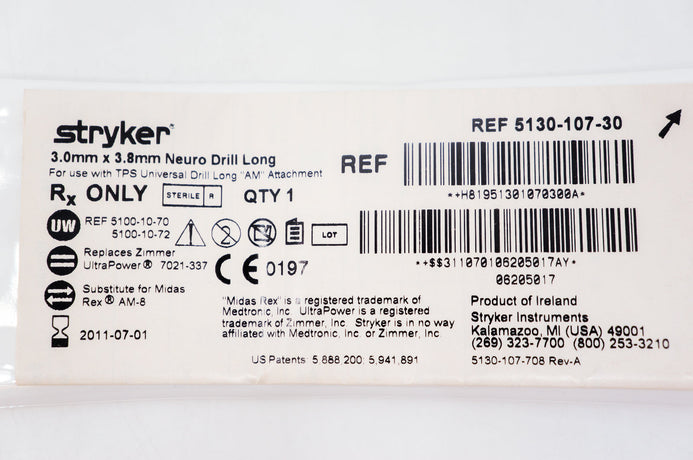 stryker®
REF 5130-107-30
3.0mm x 3.8mm Neuro Drill Long
For use with TPS Universal Drill Long "AM" Attachment
REF
*+H81951301070300A*
Rx ONLY STERILE R QTY 1
UW REF 5100-10-70
5100-10-72
2 LOT
*+$$311070106205017AY*
06205017
Replaces Zimmer
UltraPower® 7021-337
CE 0197
Substitute for Midas
Rex® AM-8
2011-07-01
"Midas Rex" is a registered trademark of
Medtronic, Inc. UltraPower is a registered
trademark of Zimmer, Inc. Stryker is in no way
affiliated with Medtronic, Inc. or Zimmer, Inc.
Product of Ireland
Stryker Instruments
Kalamazoo, MI (USA) 49001
(269) 323-7700 (800) 253-3210
US Patents 5,888,200; 5,941,891
5130-107-708 Rev-A